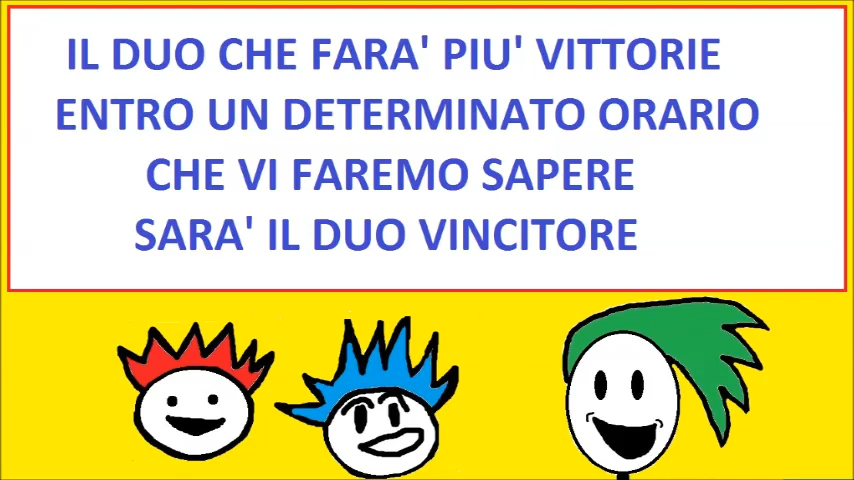 IL DUO CHE FARA' PIU' VITTORIE
ENTRO UN DETERMINATO ORARIO
CHE VI FAREMO SAPERE
SARA' IL DUO VINCITORE